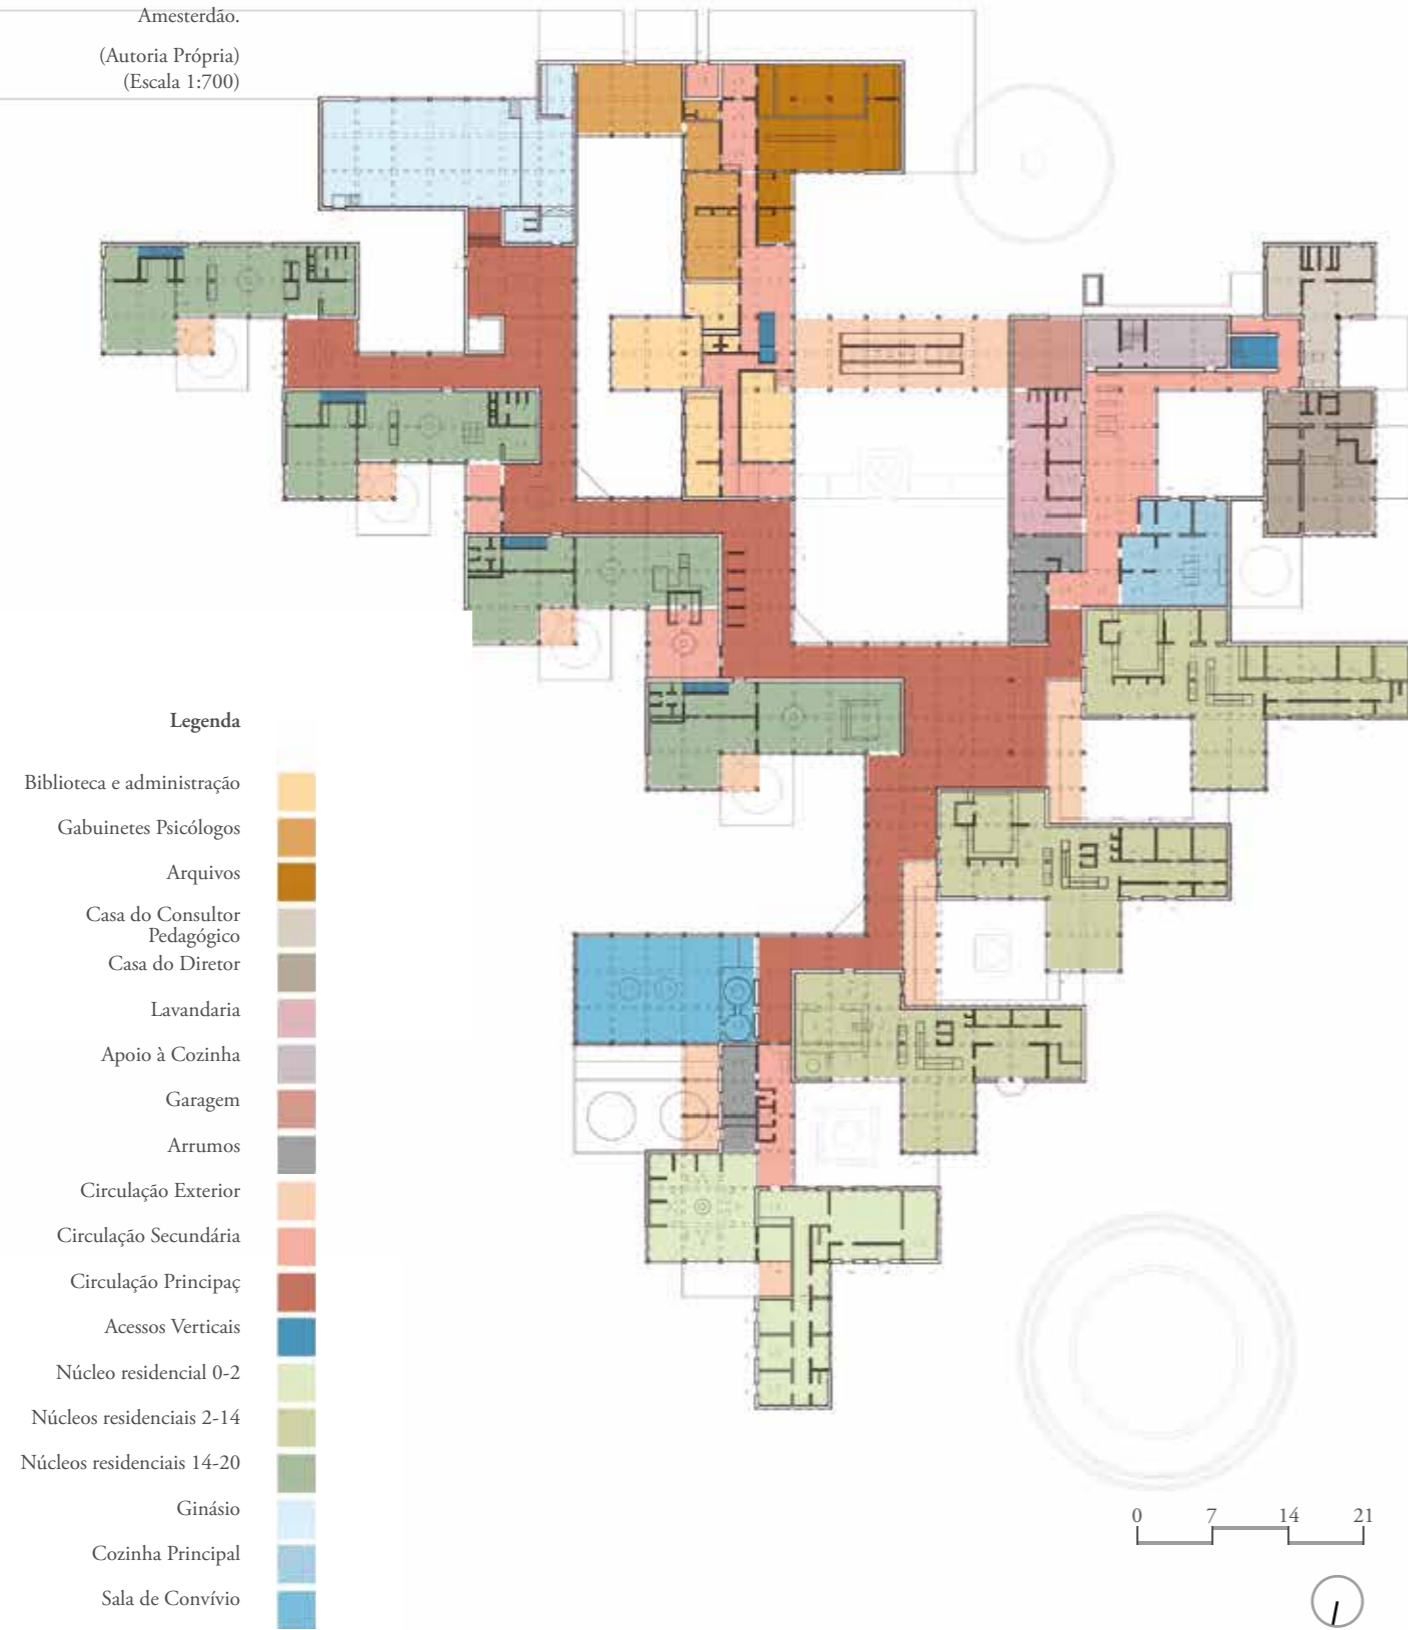 Amesterdão.
(Autoria Própria)
(Escala 1:700)
Legenda
Biblioteca e administração
Gabuinetes Psicólogos
Arquivos
Casa do Consultor
Pedagógico
Casa do Diretor
Lavandaria
Apoio à Cozinha
Garagem
Arrumos
Circulação Exterior
Circulação Secundária
Circulação Principaç
Acessos Verticais
Núcleo residencial 0-2
Núcleos residenciais 2-14
Núcleos residenciais 14-20
Ginásio
Cozinha Principal
Sala de Convívio
0 7 14 21